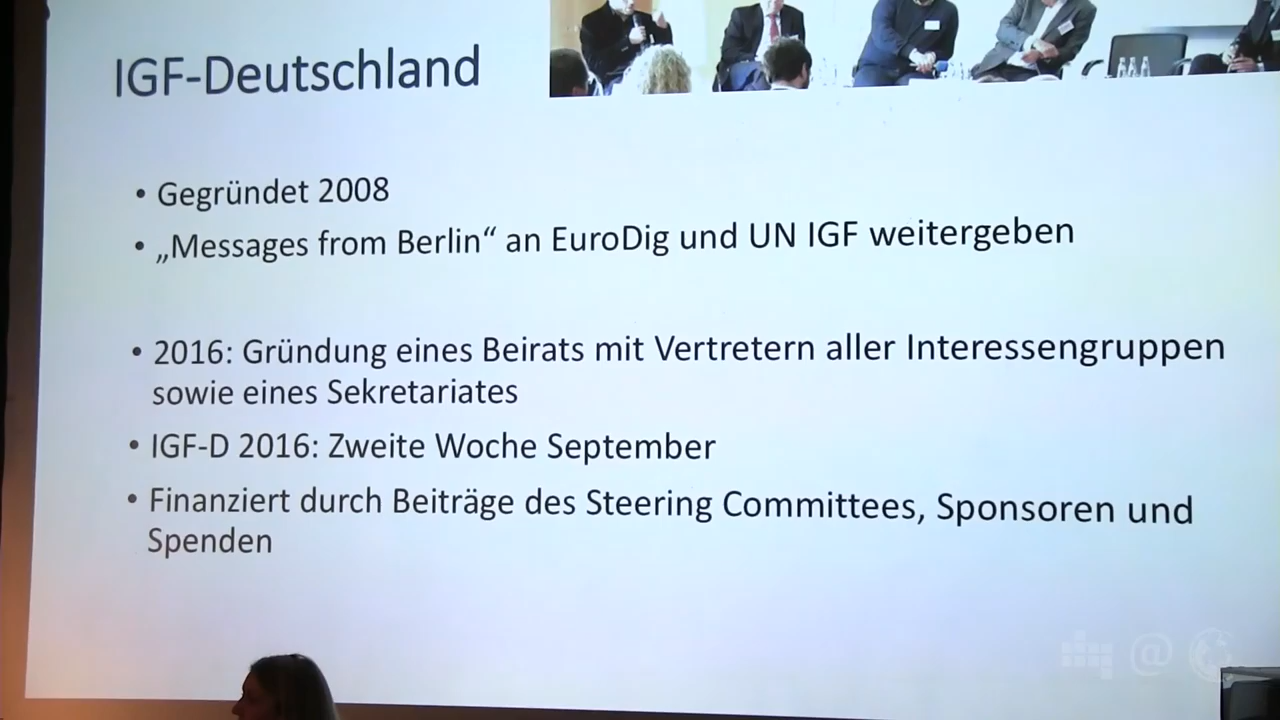 IGF-Deutschland
• Gegründet 2008
• „Messages from Berlin“ an EuroDig und UN IGF weitergeben
• 2016: Gründung eines Beirats mit Vertretern aller Interessengruppen
sowie eines Sekretariates
• IGF-D 2016: Zweite Woche September
• Finanziert durch Beiträge des Steering Committees, Sponsoren und
Spenden
@